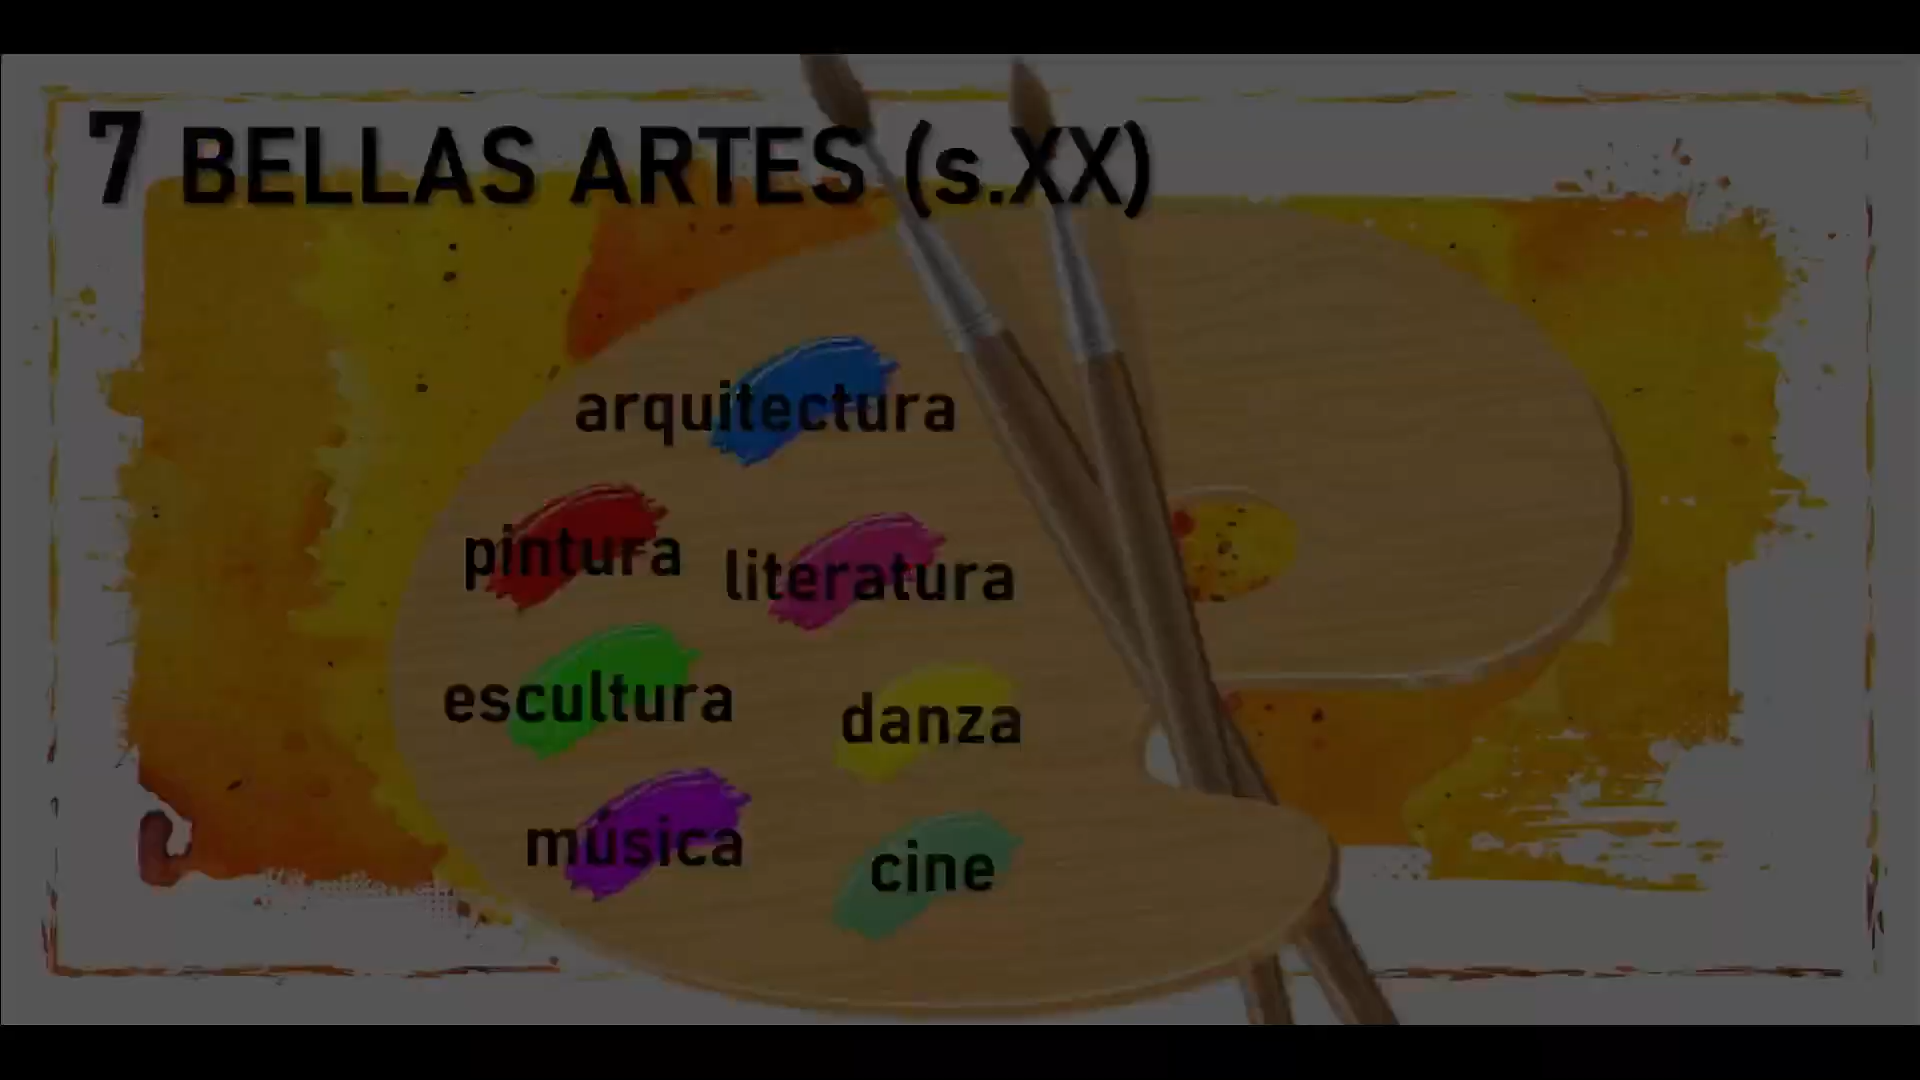 7 BELLAS ARTES (s.XX)
arquitectura
pintura
literatura
escultura
danza
música
cine